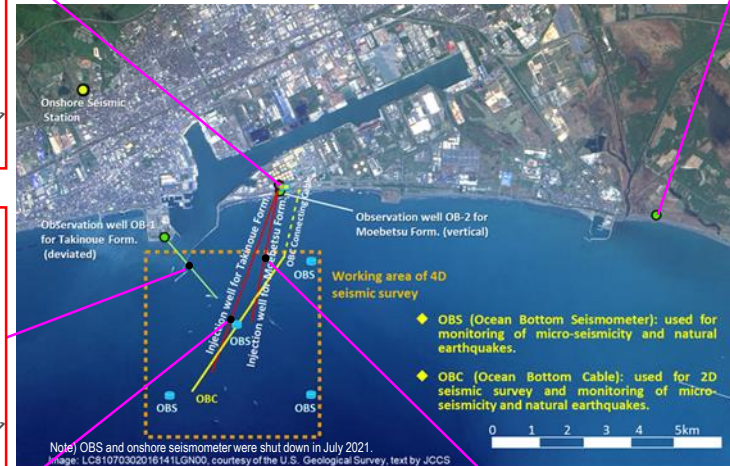 Onshore Seismic
Station
Observation well OB-1
for Takinoue Form.
(deviated)
Injection well for Takinoue Form.
Injection well for Moebetsu Form.
OBC Connecting Cable
Observation well OB-2 for
Moebetsu Form. (vertical)
Working area of 4D
seismic survey
OBS
OBS
OBS
OBS
OBC
◆ OBS (Ocean Bottom Seismometer): used for
monitoring of micro-seismicity and natural
earthquakes.
◆ OBC (Ocean Bottom Cable): used for 2D
seismic survey and monitoring of micro-
seismicity and natural earthquakes.
0 1 2 3 4 5km
Note) OBS and onshore seismometer were shut down in July 2021.
Image: LC81070302016141LGN00, courtesy of the U.S. Geological Survey, text by JCCS